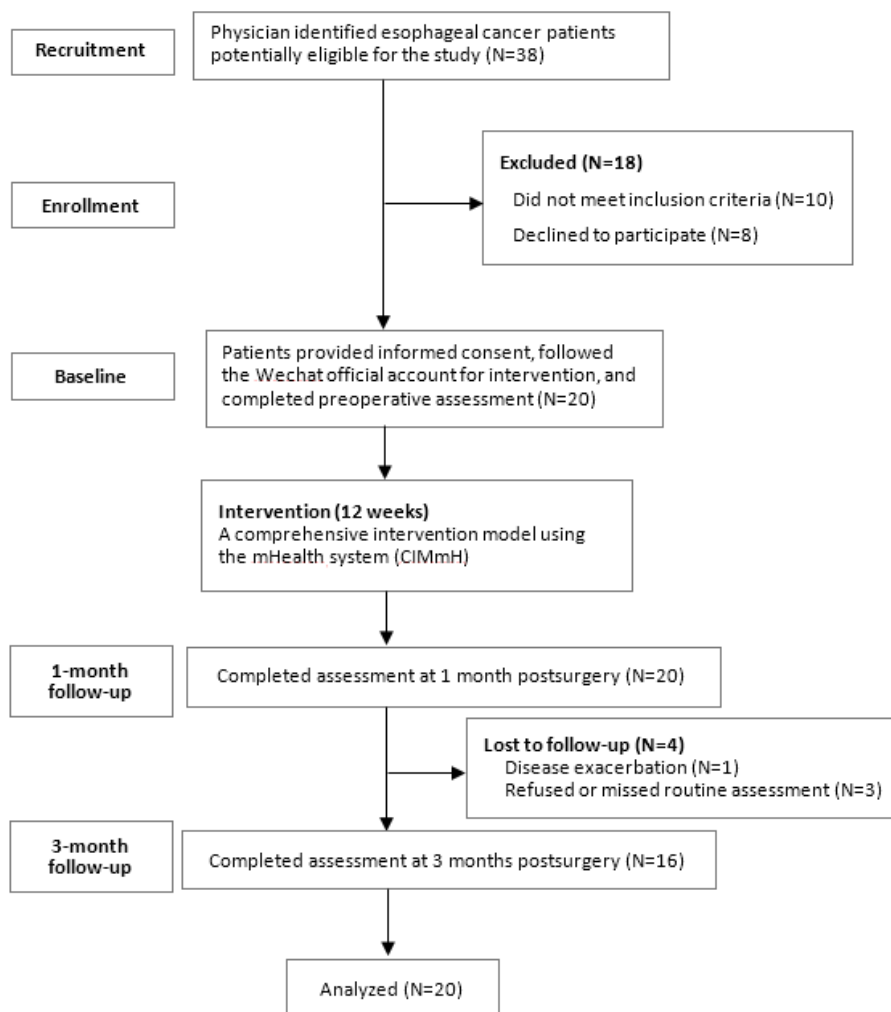 Recruitment
Physician identified esophageal cancer patients
potentially eligible for the study (N=38)
Excluded (N=18)
Did not meet inclusion criteria (N=10)
Declined to participate (N=8)
Enrollment
Baseline
Patients provided informed consent, followed
the Wechat official account for intervention, and
completed preoperative assessment (N=20)
Intervention (12 weeks)
A comprehensive intervention model using
the mHealth system (CIMmH)
1-month
follow-up
Completed assessment at 1 month postsurgery (N=20)
Lost to follow-up (N=4)
Disease exacerbation (N=1)
Refused or missed routine assessment (N=3)
3-month
follow-up
Completed assessment at 3 months postsurgery (N=16)
Analyzed (N=20)